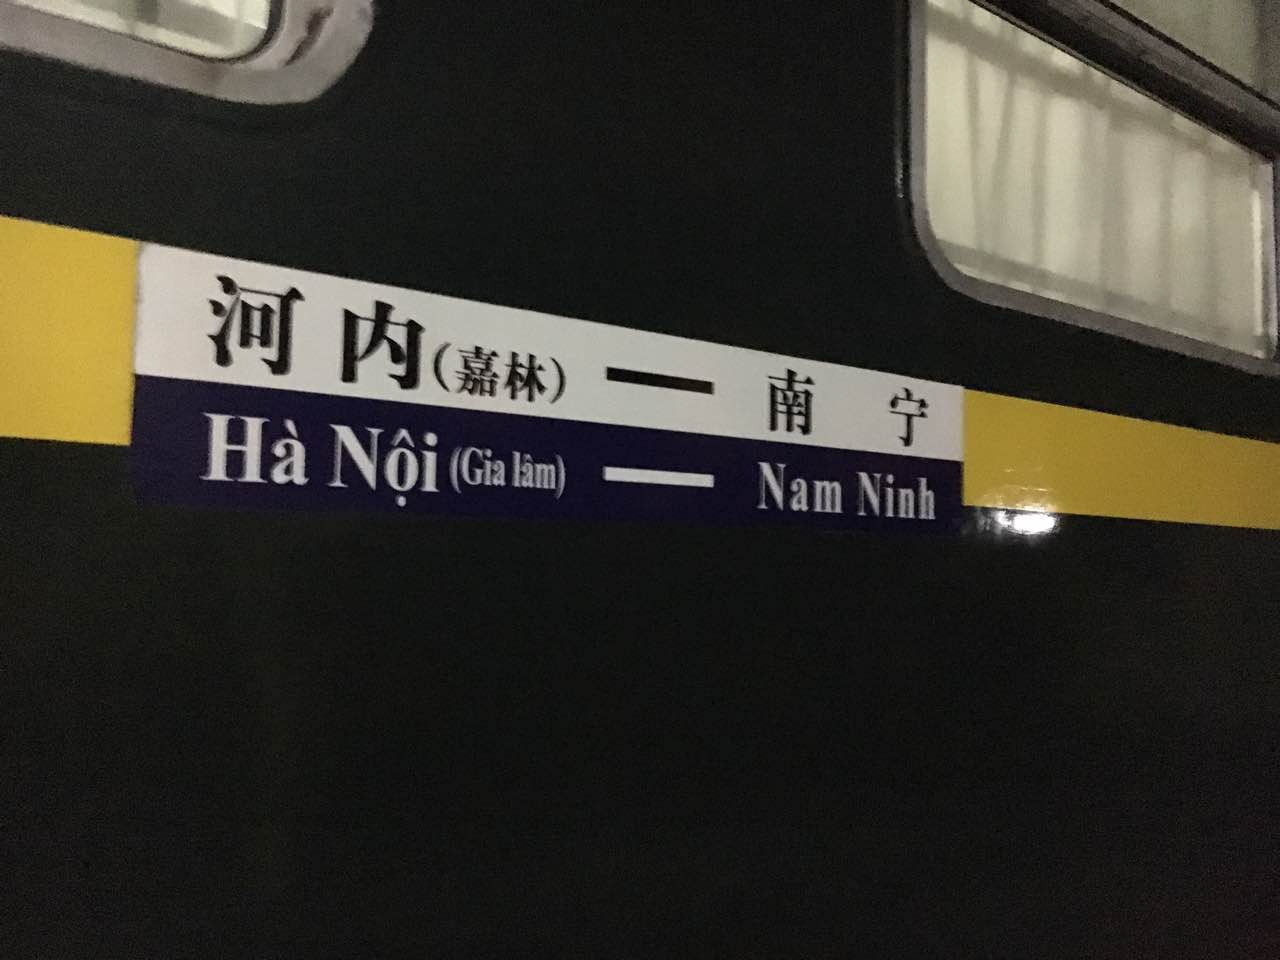 河内(嘉林) — 南宁
Hà Nội (Gia lâm) — Nam Ninh